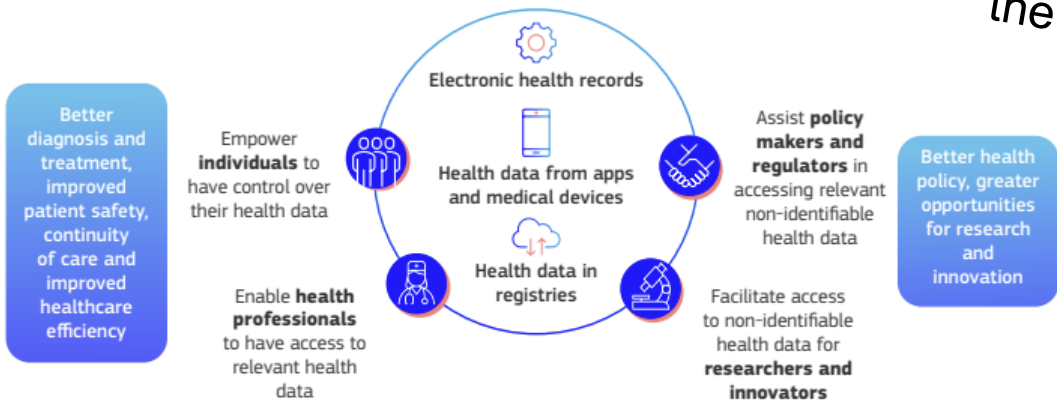 the
Electronic health records
Health data from apps
and medical devices
Health data in
registries
Better
diagnosis and
treatment,
improved
patient safety,
continuity
of care and
improved
healthcare
efficiency
Empower
individuals to
have control over
their health data
Enable health
professionals
to have access to
relevant health
data
Assist policy
makers and
regulators in
accessing relevant
non-identifiable
health data
Facilitate access
to non-identifiable
health data for
researchers and
innovators
Better health
policy, greater
opportunities
for research
and
innovation